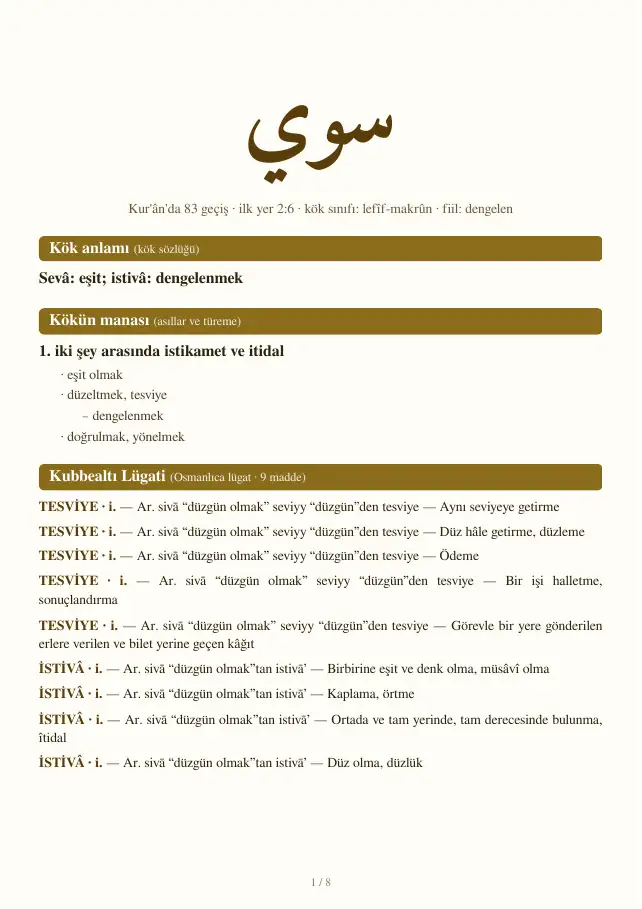 سوي
Kur'ân'da 83 geçiş · ilk yer 2:6 · kök sınıfı: lefîf-makrûn · fiil: dengelen
Kök anlamı (kök sözlüğü)
Sevâ: eşit; istivâ: dengelenmek
Kökün manası (asıllar ve türeme)
1. iki şey arasında istikamet ve itidal
· eşit olmak
· düzeltmek, tesviye
– dengelenmek
· doğrulmak, yönelmek
Kubbealtı Lügati (Osmanlıca lügat · 9 madde)
TESVİYE · i. — Ar. sivā “düzgün olmak” seviyy “düzgün”den tesviye — Aynı seviyeye getirme
TESVİYE · i. — Ar. sivā “düzgün olmak” seviyy “düzgün”den tesviye — Düz hâle getirme, düzleme
TESVİYE · i. — Ar. sivā “düzgün olmak” seviyy “düzgün”den tesviye — Ödeme
TESVİYE · i. — Ar. sivā “düzgün olmak” seviyy “düzgün”den tesviye — Bir işi halletme,
sonuçlandırma
TESVİYE · i. — Ar. sivā “düzgün olmak” seviyy “düzgün”den tesviye — Görevle bir yere gönderilen
erlere verilen ve bilet yerine geçen kâğıt
İSTİVÂ · i. — Ar. sivā “düzgün olmak”tan istivā’ — Birbirine eşit ve denk olma, müsâvî olma
İSTİVÂ · i. — Ar. sivā “düzgün olmak”tan istivā’ — Kaplama, örtme
İSTİVÂ · i. — Ar. sivā “düzgün olmak”tan istivā’ — Ortada ve tam yerinde, tam derecesinde bulunma,
îtidal
İSTİVÂ · i. — Ar. sivā “düzgün olmak”tan istivā’ — Düz olma, düzlük
1 / 8